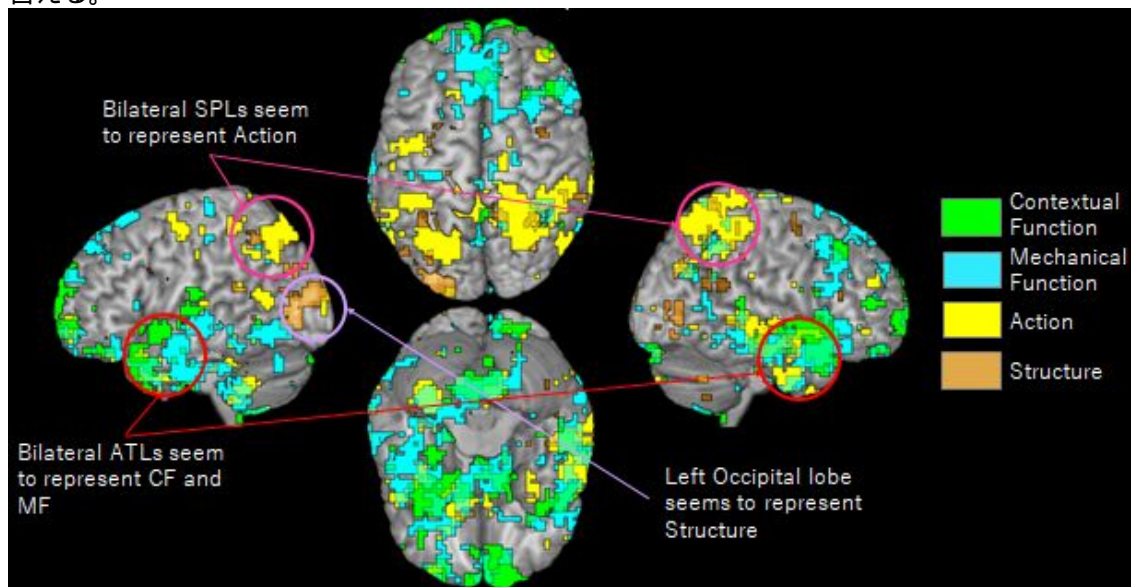 Bilateral SPLs seem
to represent Action
Contextual
Function
Mechanical
Function
Action
Structure
Bilateral ATLs seem
to represent CF and
MF
Left Occipital lobe
seems to represent
Structure